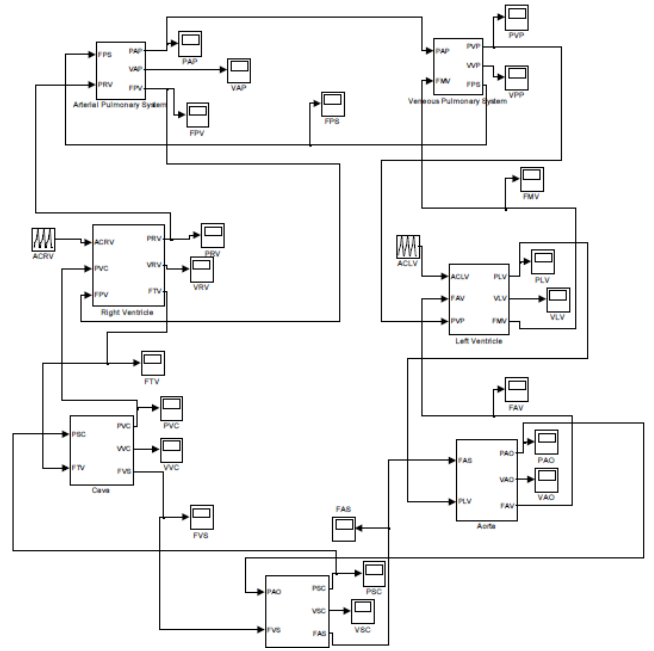 PVP
FPS
PAP
PAP
PAP
PVP
VAP
VVP
PRV
FPV
VAP
FMV
FPS
VPP
Arterial Pulmonary System
Veneous Pulmonary System
FPV
FPS
FMV
ACRV
PRV
ACRV
PVC
VRV
PRV
FPV
FTV
VRV
Right Ventricle
ACLV
ACLV
PLV
PLV
FAV
VLV
PVP
FMV
VLV
Left Ventricle
FTV
FAV
PSC
PVC
PVC
VVC
FTV
FVS
VVC
Cava
FAS
PAO
PAO
VAO
PLV
FAV
VAO
Aorta
FVS
FAS
PAO
PSC
PSC
VSC
FVS
FAS
VSC